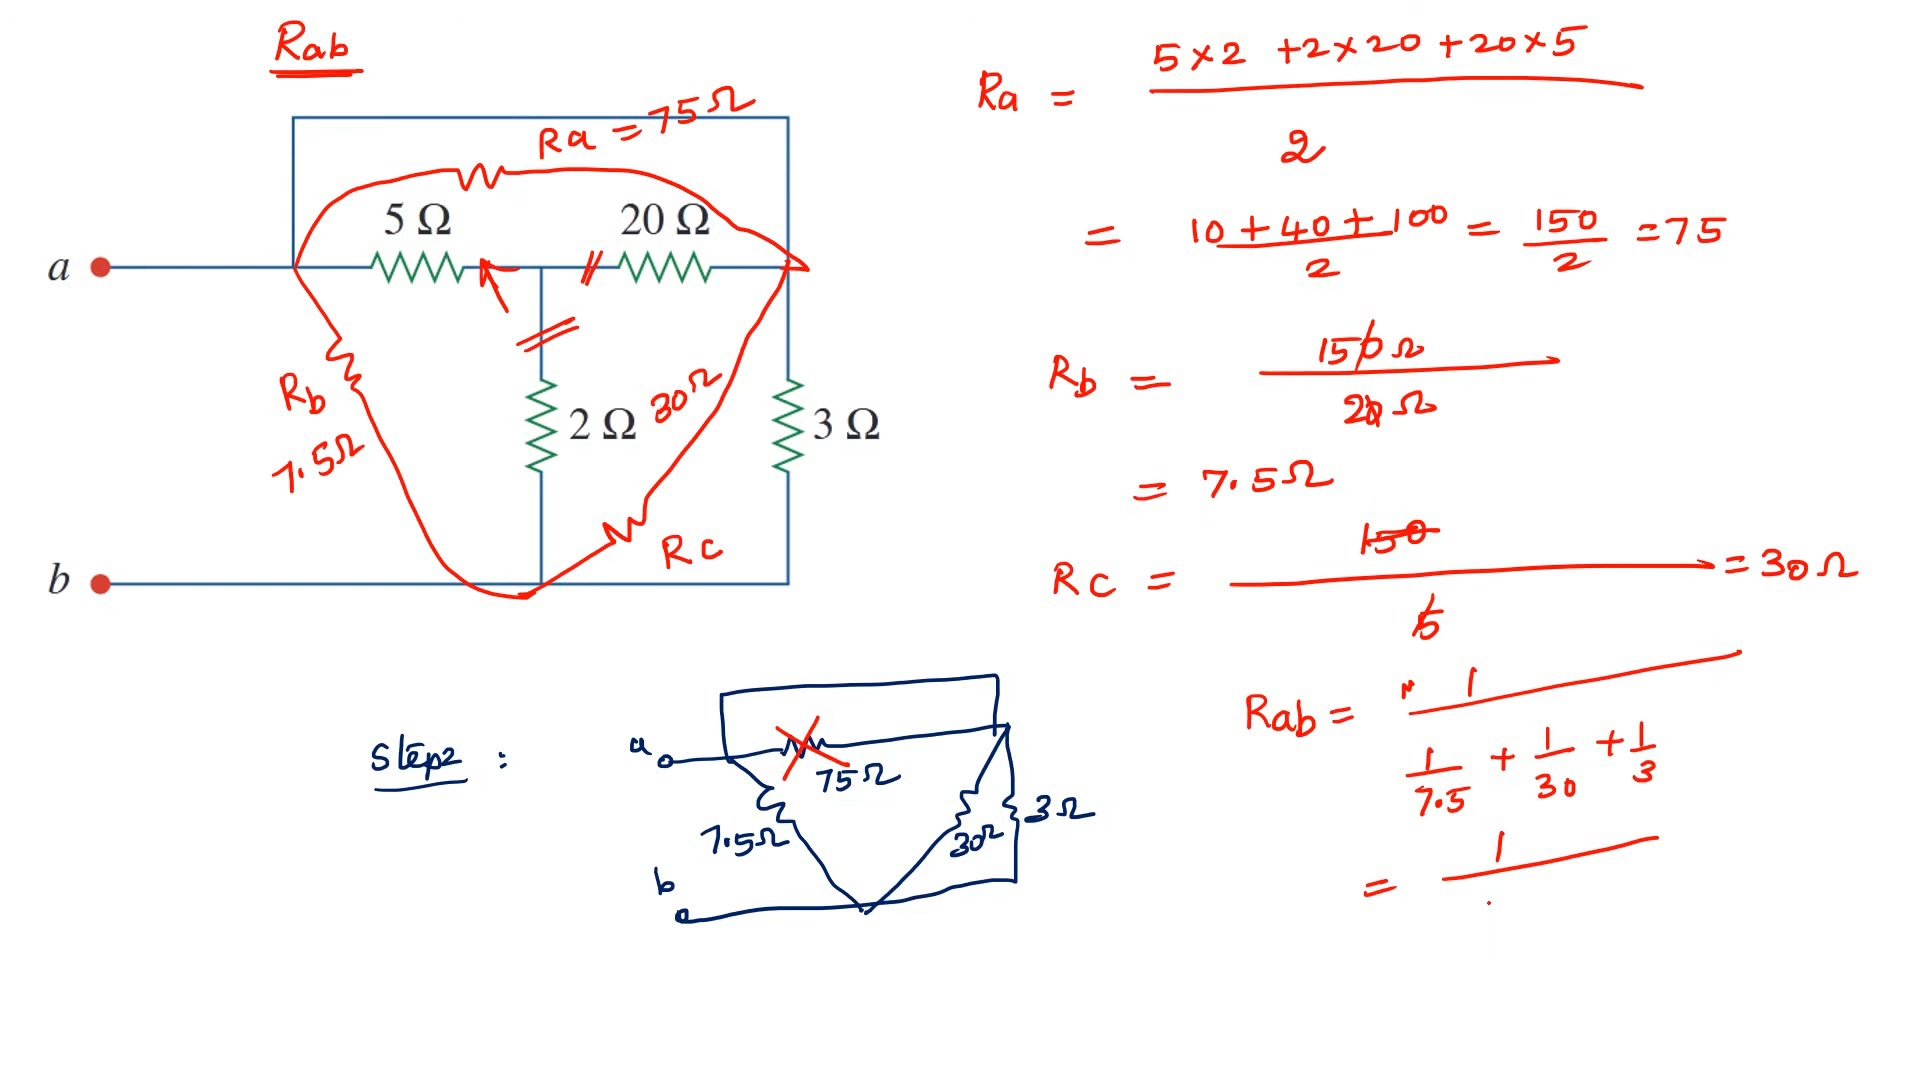 Rab
Ra = 75Ω
5 Ω
20 Ω
a
Rb
7.5Ω
2 Ω
30Ω
3 Ω
Rc
b
Ra = 5×2 +2×20 +20×5
2
= 10+40+100 = 150 =75
2 2
Rb = 150Ω
20Ω
= 7.5Ω
Rc = 150 = 30Ω
5
Step2 :
a
75Ω
7.5Ω
30Ω
3Ω
b
Rab = 1
1 + 1 + 1
7.5 30 3
= 1